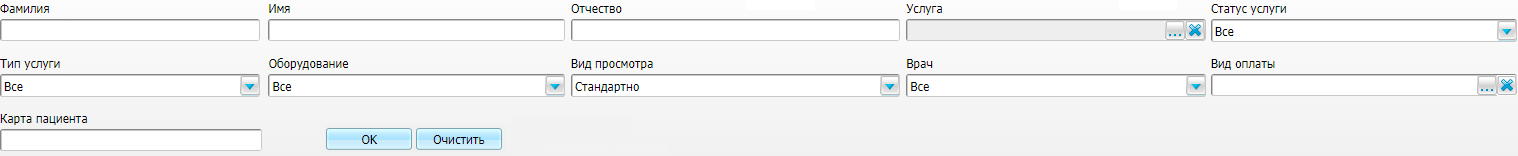 Фамилия Имя Отчество Услуга Статус услуги
... Все
Тип услуги Оборудование Вид просмотра Врач Вид оплаты
Все Все Стандартно Все ...
Карта пациента
OK Очистить